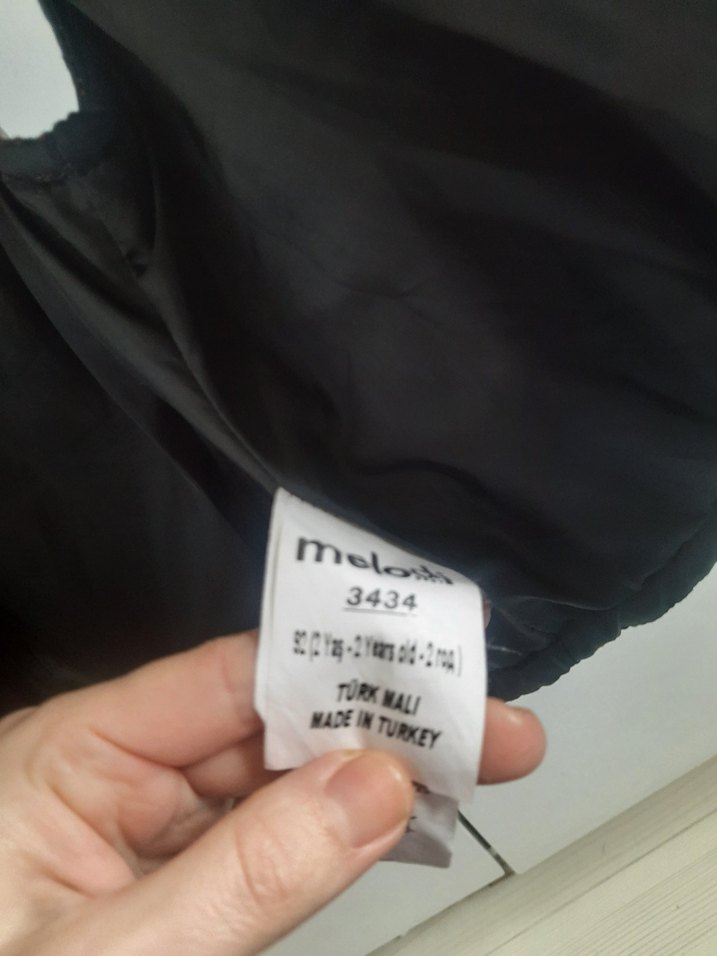 3434
92 (2 Yaş - 2 Years old - 2 год)
TÜRK MALI
MADE IN TURKEY